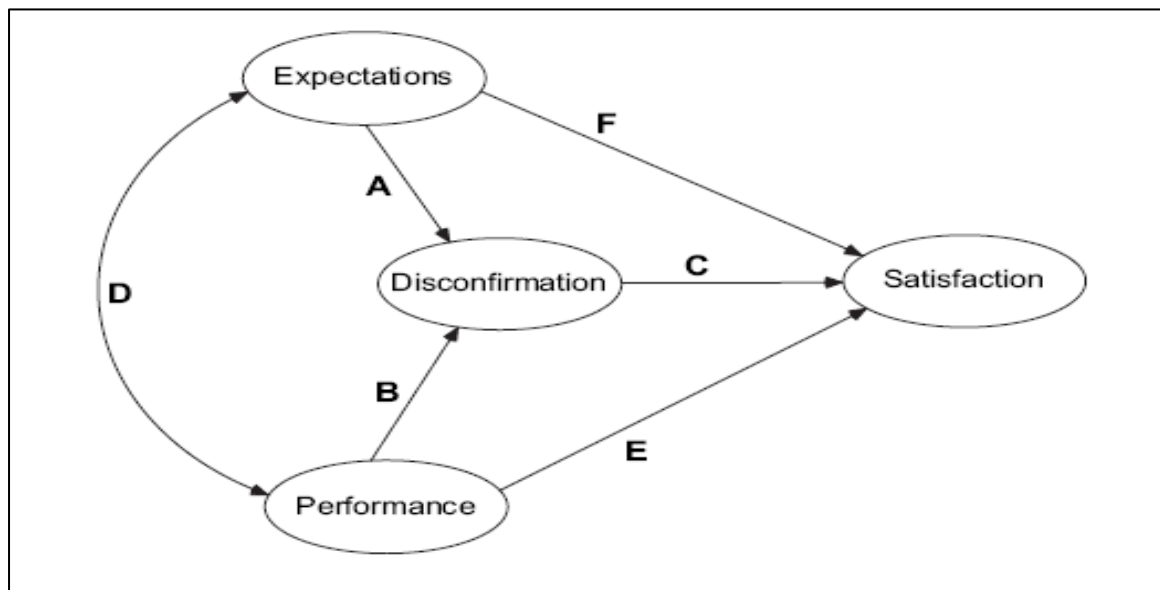 Expectations
F
A
Disconfirmation
C
Satisfaction
D
B
E
Performance